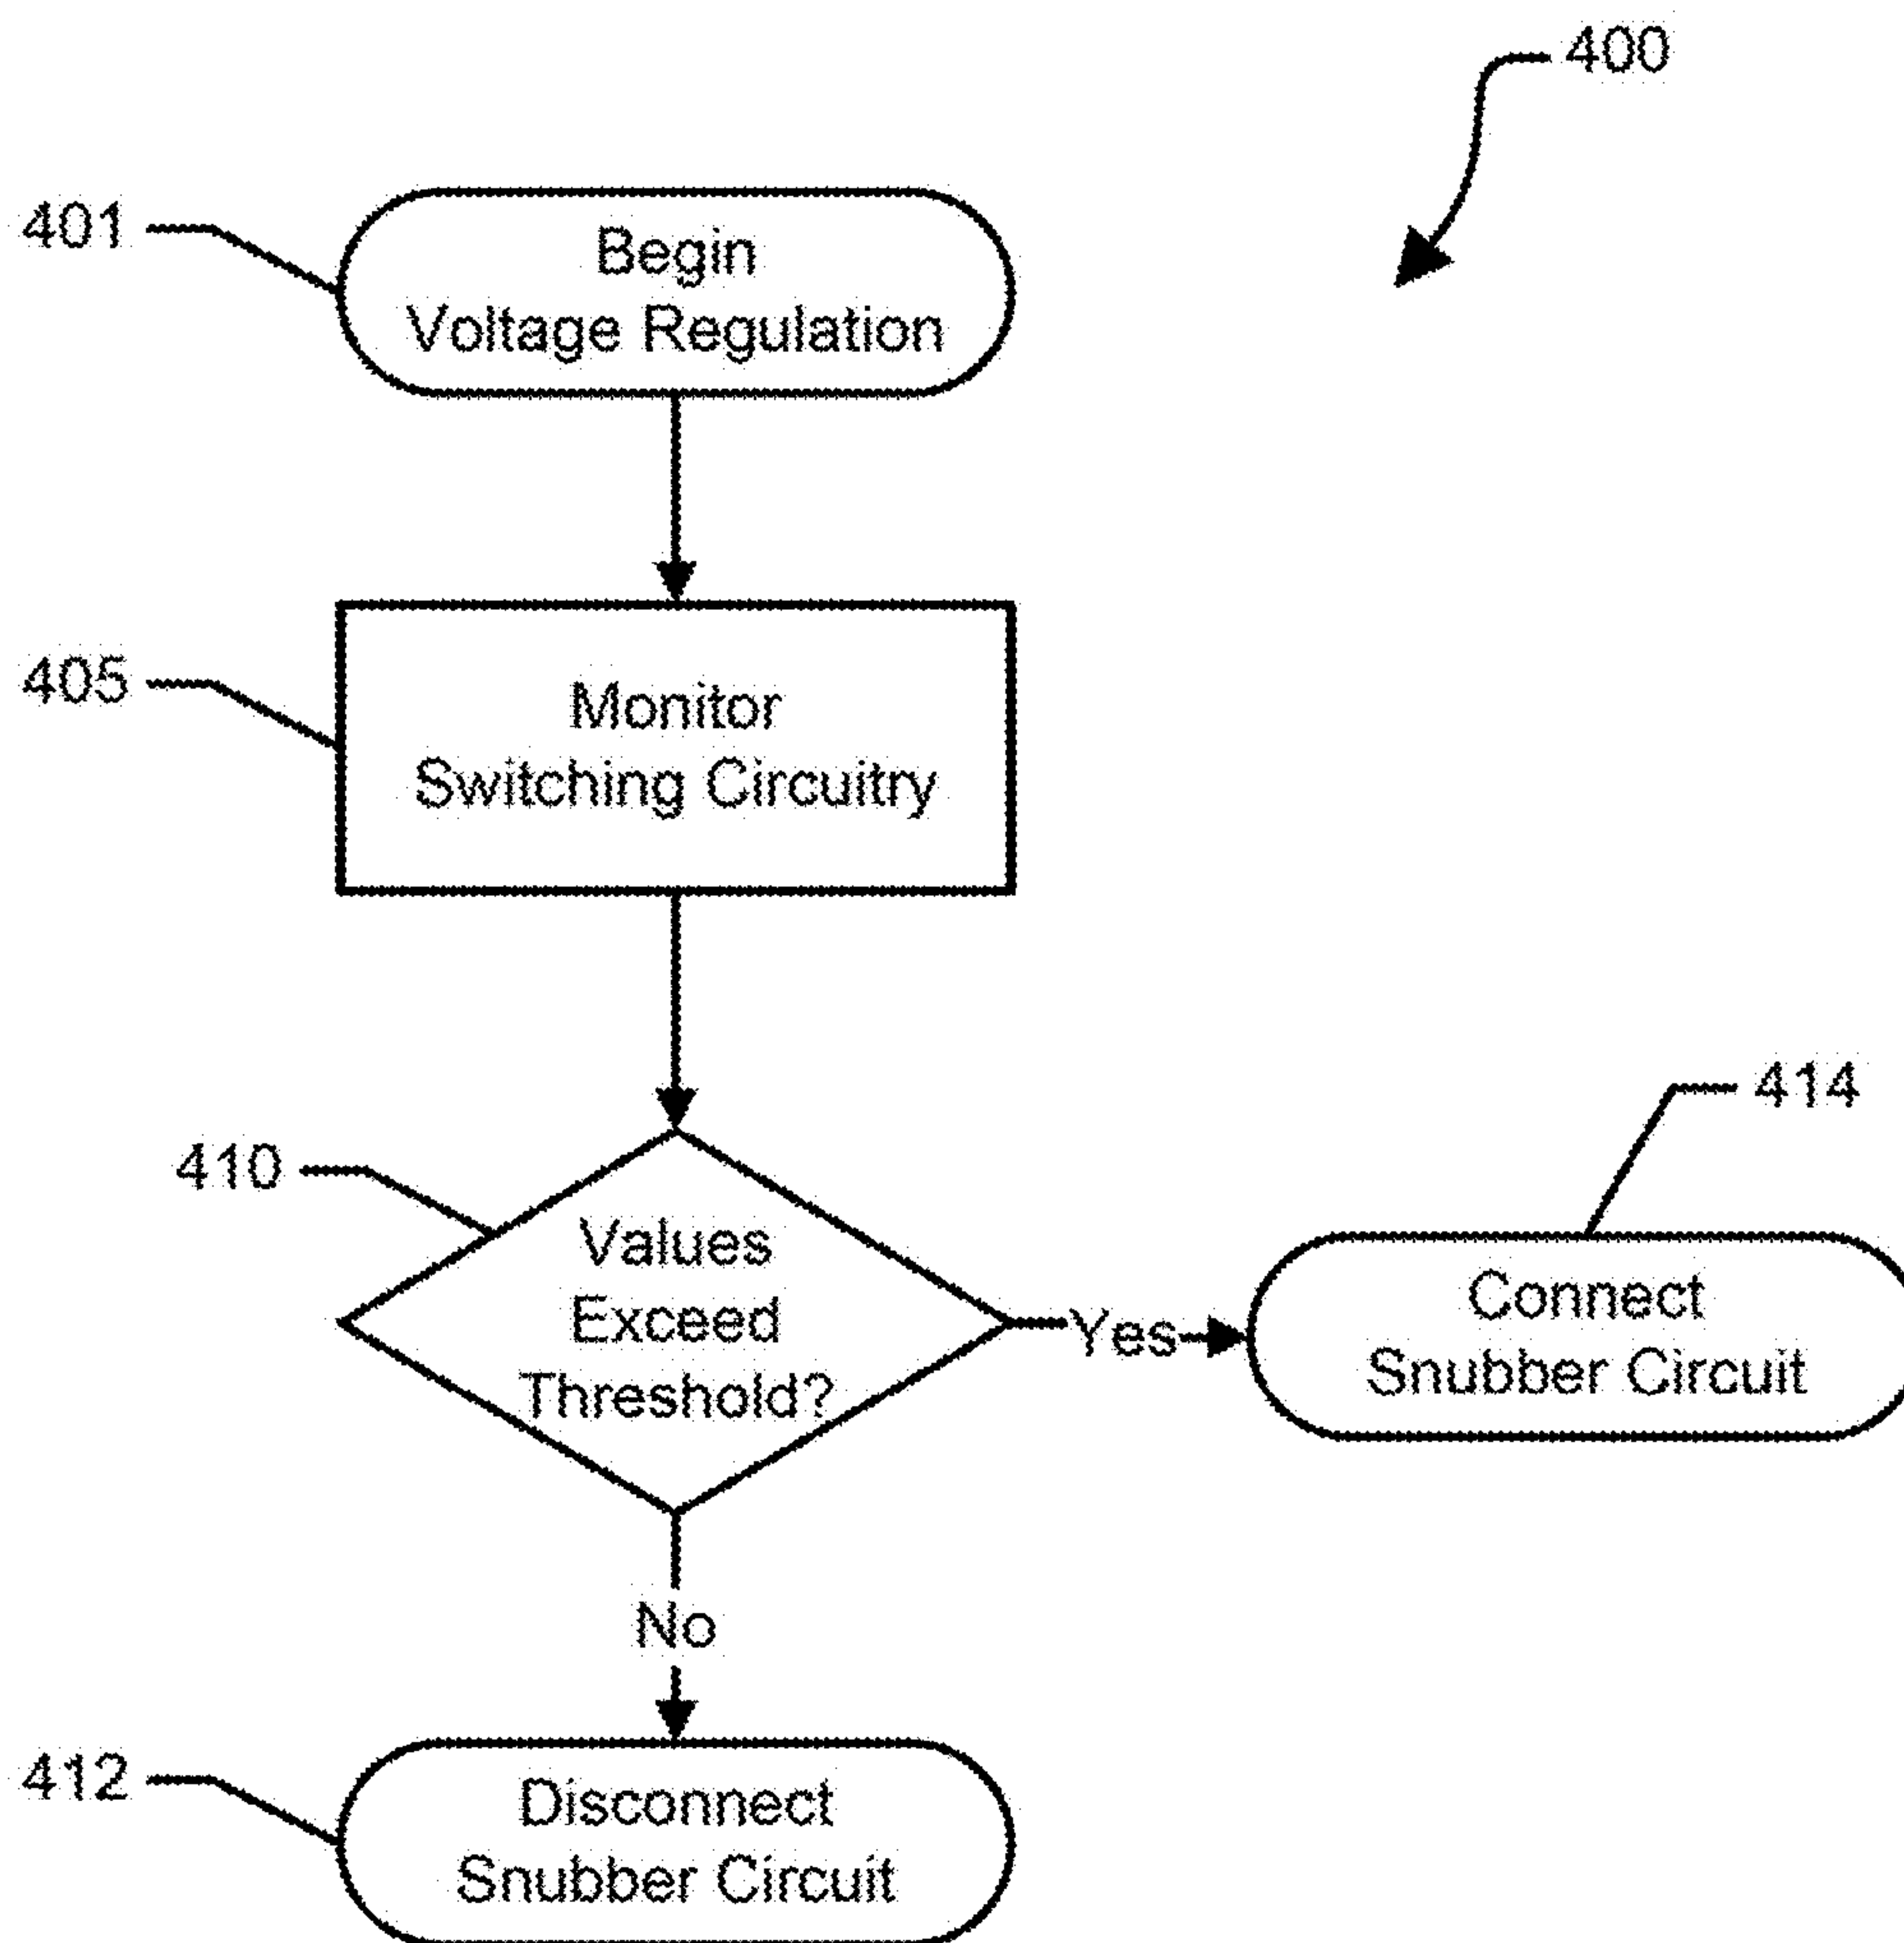 400
401
Begin
Voltage Regulation
405
Monitor
Switching Circuitry
410
Values
Exceed
Threshold?
Yes
414
Connect
Snubber Circuit
No
412
Disconnect
Snubber Circuit